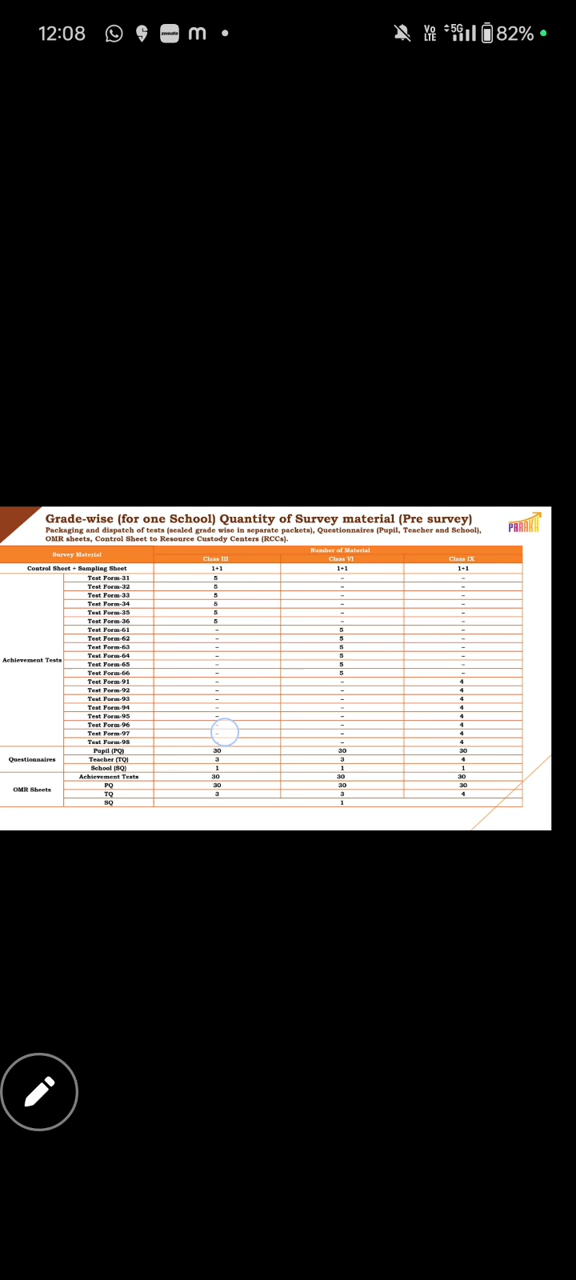 12:08 m 5G Vo LTE 82%
Grade-wise (for one School) Quantity of Survey material (Pre survey)
Packaging and dispatch of tests (sealed grade wise in separate packets), Questionnaires (Pupil, Teacher and School),
OMR sheets, Control Sheet to Resource Custody Centers (RCCs).
PARAKH
Survey Material Number of Material
Class III Class VI Class IX
Control Sheet + Sampling Sheet 1+1 1+1 1+1
Achievement Tests
Test Form-31 5 – –
Test Form-32 5 – –
Test Form-33 5 – –
Test Form-34 5 – –
Test Form-35 5 – –
Test Form-36 5 – –
Test Form-61 – 5 –
Test Form-62 – 5 –
Test Form-63 – 5 –
Test Form-64 – 5 –
Test Form-65 – 5 –
Test Form-66 – 5 –
Test Form-91 – – 4
Test Form-92 – – 4
Test Form-93 – – 4
Test Form-94 – – 4
Test Form-95 – – 4
Test Form-96 – – 4
Test Form-97 – – 4
Test Form-98 – – 4
Questionnaires
Pupil (PQ) 30 30 30
Teacher (TQ) 3 3 4
School (SQ) 1 1 1
OMR Sheets
Achievement Tests 30 30 30
PQ 30 30 30
TQ 3 3 4
SQ 1